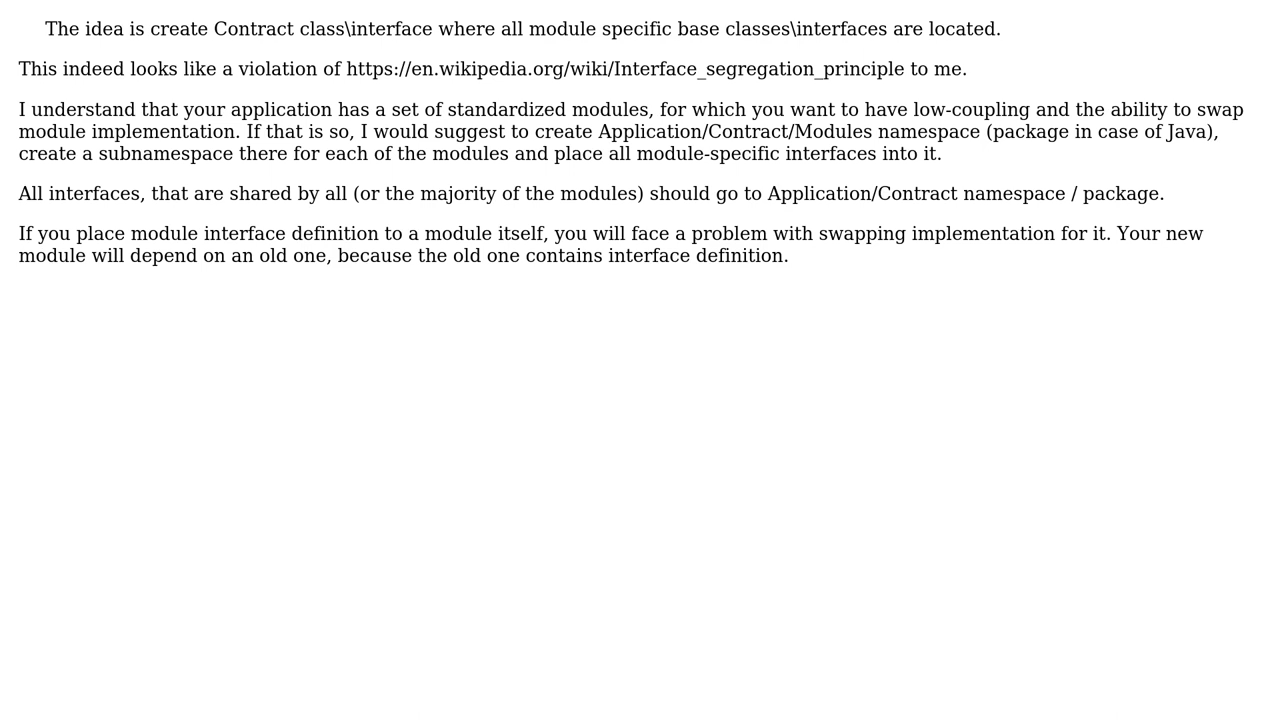 The idea is create Contract class\interface where all module specific base classes\interfaces are located.
This indeed looks like a violation of https://en.wikipedia.org/wiki/Interface_segregation_principle to me.
I understand that your application has a set of standardized modules, for which you want to have low-coupling and the ability to swap
module implementation. If that is so, I would suggest to create Application/Contract/Modules namespace (package in case of Java),
create a subnamespace there for each of the modules and place all module-specific interfaces into it.
All interfaces, that are shared by all (or the majority of the modules) should go to Application/Contract namespace / package.
If you place module interface definition to a module itself, you will face a problem with swapping implementation for it. Your new
module will depend on an old one, because the old one contains interface definition.